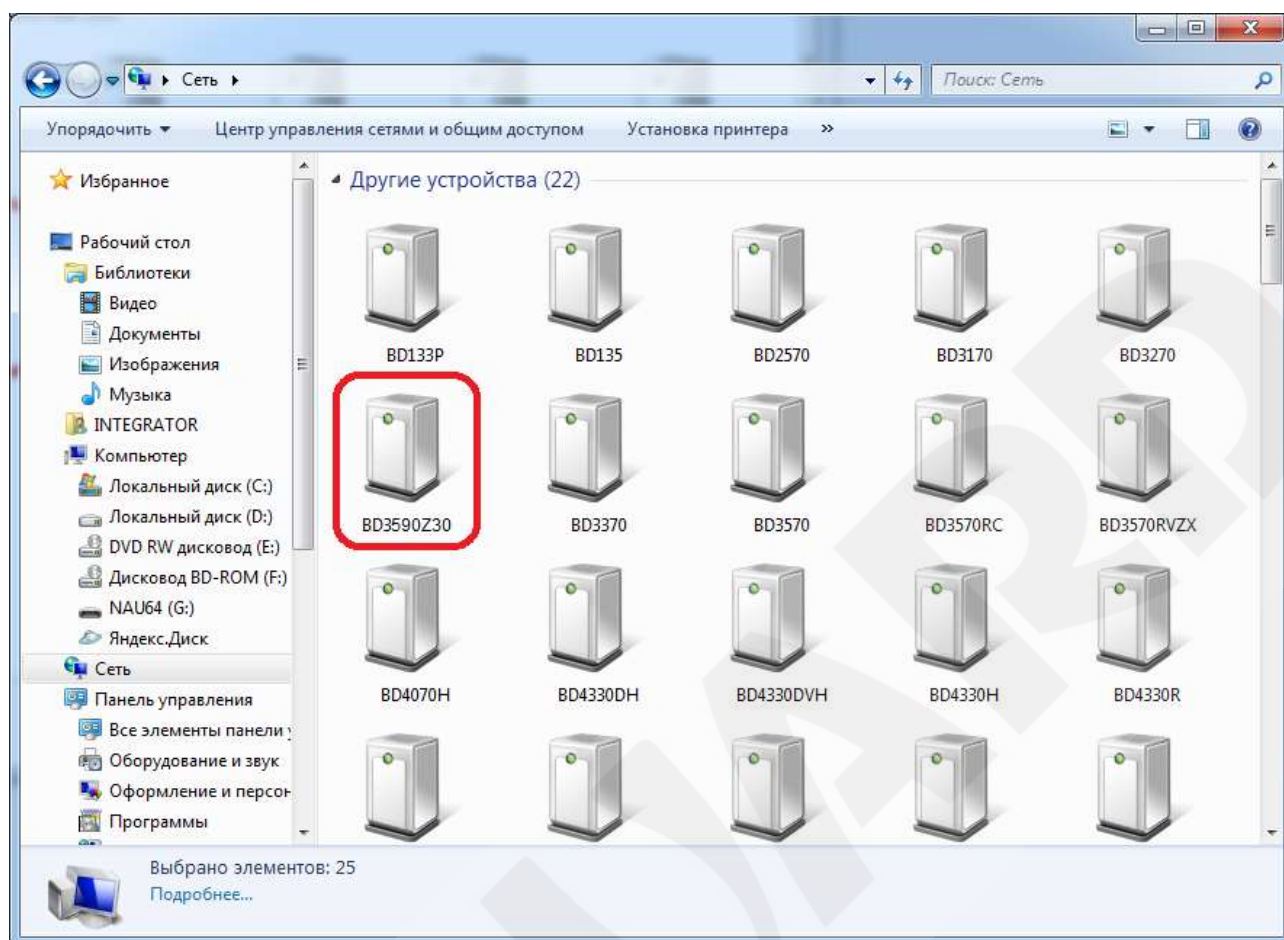 Сеть
Поиск: Сеть
Упорядочить
Центр управления сетями и общим доступом
Установка принтера
»
Избранное
Рабочий стол
Библиотеки
Видео
Документы
Изображения
Музыка
INTEGRATOR
Компьютер
Локальный диск (C:)
Локальный диск (D:)
DVD RW дисковод (E:)
Дисковод BD-ROM (F:)
NAU64 (G:)
Яндекс.Диск
Сеть
Панель управления
Все элементы панели
Оборудование и звук
Оформление и персон
Программы
Другие устройства (22)
BD133P BD135 BD2570 BD3170 BD3270
BD3590Z30 BD3370 BD3570 BD3570RC BD3570RVZX
BD4070H BD4330DH BD4330DVH BD4330H BD4330R
Выбрано элементов: 25
Подробнее...